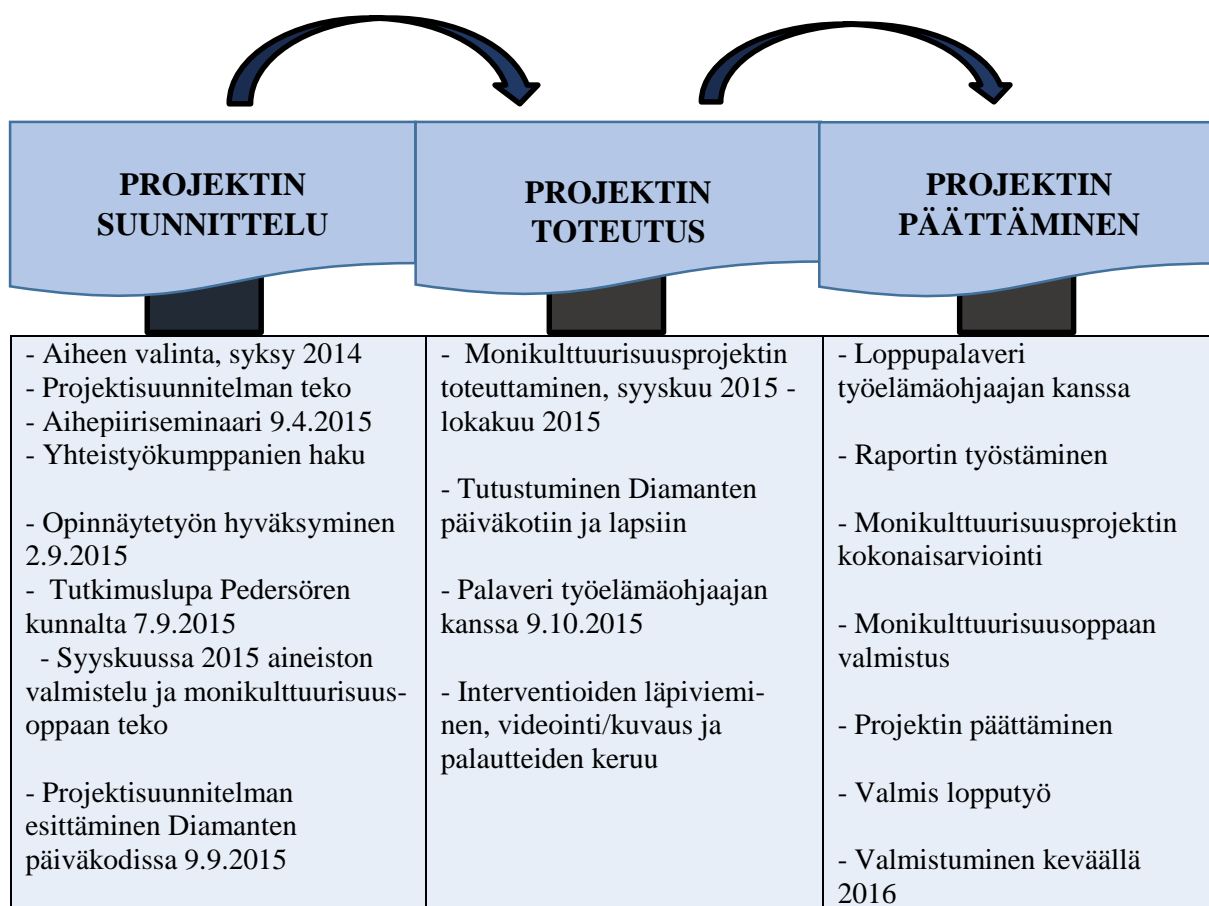 PROJEKTIN
SUUNNITTELU
PROJEKTIN
TOTEUTUS
PROJEKTIN
PÄÄTTÄMINEN
- Aiheen valinta, syksy 2014
- Projektisuunnitelman teko
- Aihepiiriseminaari 9.4.2015
- Yhteistyökumppanien haku
- Opinnäytetyön hyväksyminen
2.9.2015
- Tutkimuslupa Pedersören
kunnalta 7.9.2015
- Syyskuussa 2015 aineiston
valmistelu ja monikulttuurisuus-
oppaan teko
- Projektisuunnitelman
esittäminen Diamanten
päiväkodissa 9.9.2015
- Monikulttuurisuusprojektin
toteuttaminen, syyskuu 2015 -
lokakuu 2015
- Tutustuminen Diamanten
päiväkotiin ja lapsiin
- Palaveri työelämäohjaajan
kanssa 9.10.2015
- Interventioiden läpiviemi-
nen, videointi/kuvaus ja
palautteiden keruu
- Loppupalaveri
työelämäohjaajan kanssa
- Raportin työstäminen
- Monikulttuurisuusprojektin
kokonaisarviointi
- Monikulttuurisuusoppaan
valmistus
- Projektin päättäminen
- Valmis lopputyö
- Valmistuminen keväällä
2016